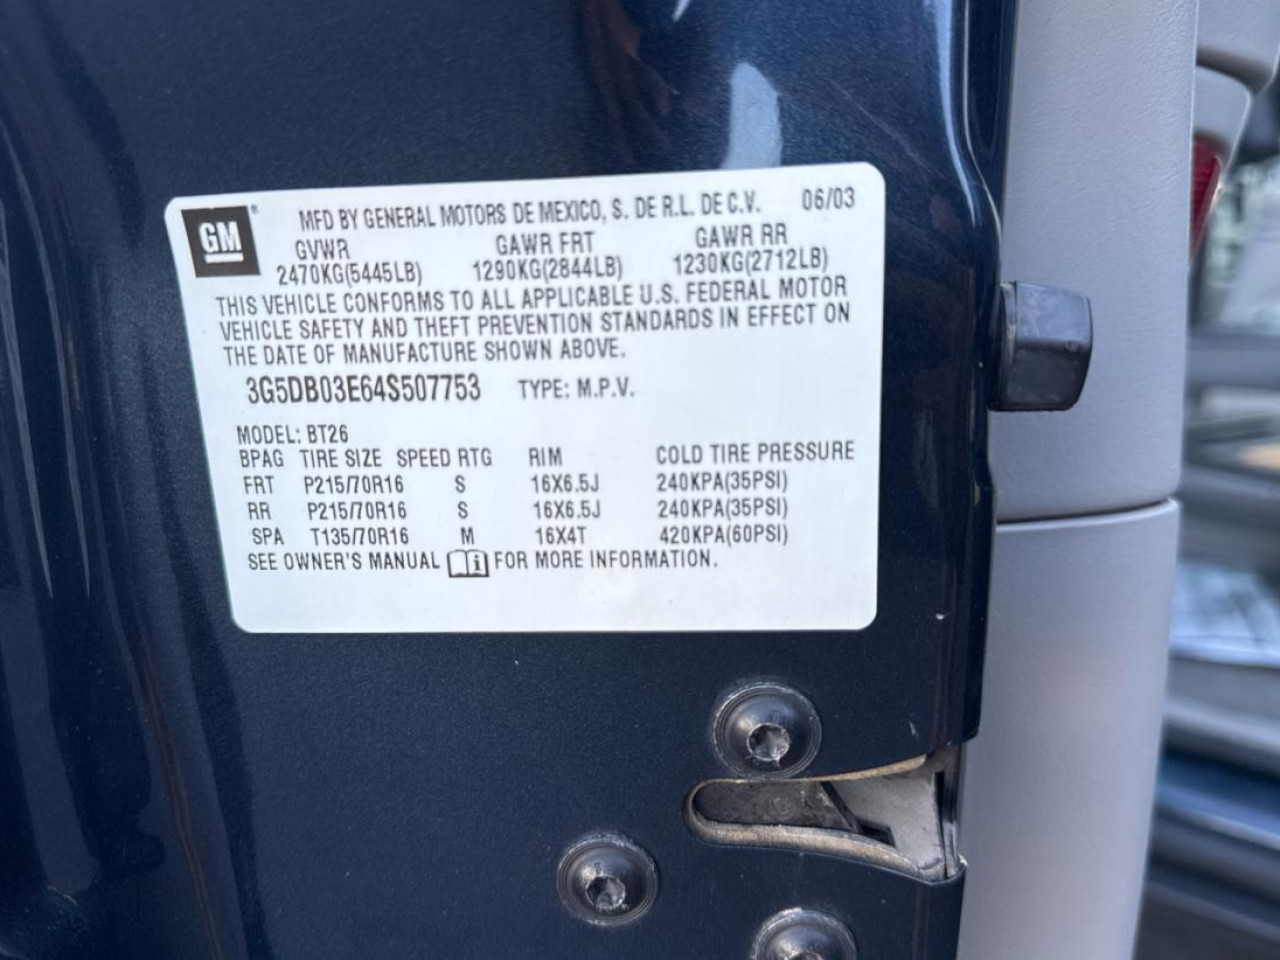 GM® MFD BY GENERAL MOTORS DE MEXICO, S. DE R.L. DE C.V. 06/03
GVWR GAWR FRT GAWR RR
2470KG(5445LB) 1290KG(2844LB) 1230KG(2712LB)
THIS VEHICLE CONFORMS TO ALL APPLICABLE U.S. FEDERAL MOTOR
VEHICLE SAFETY AND THEFT PREVENTION STANDARDS IN EFFECT ON
THE DATE OF MANUFACTURE SHOWN ABOVE.
3G5DB03E64S507753 TYPE: M.P.V.
MODEL: BT26
BPAG TIRE SIZE SPEED RTG RIM COLD TIRE PRESSURE
FRT P215/70R16 S 16X6.5J 240KPA(35PSI)
RR P215/70R16 S 16X6.5J 240KPA(35PSI)
SPA T135/70R16 M 16X4T 420KPA(60PSI)
SEE OWNER'S MANUAL i FOR MORE INFORMATION.